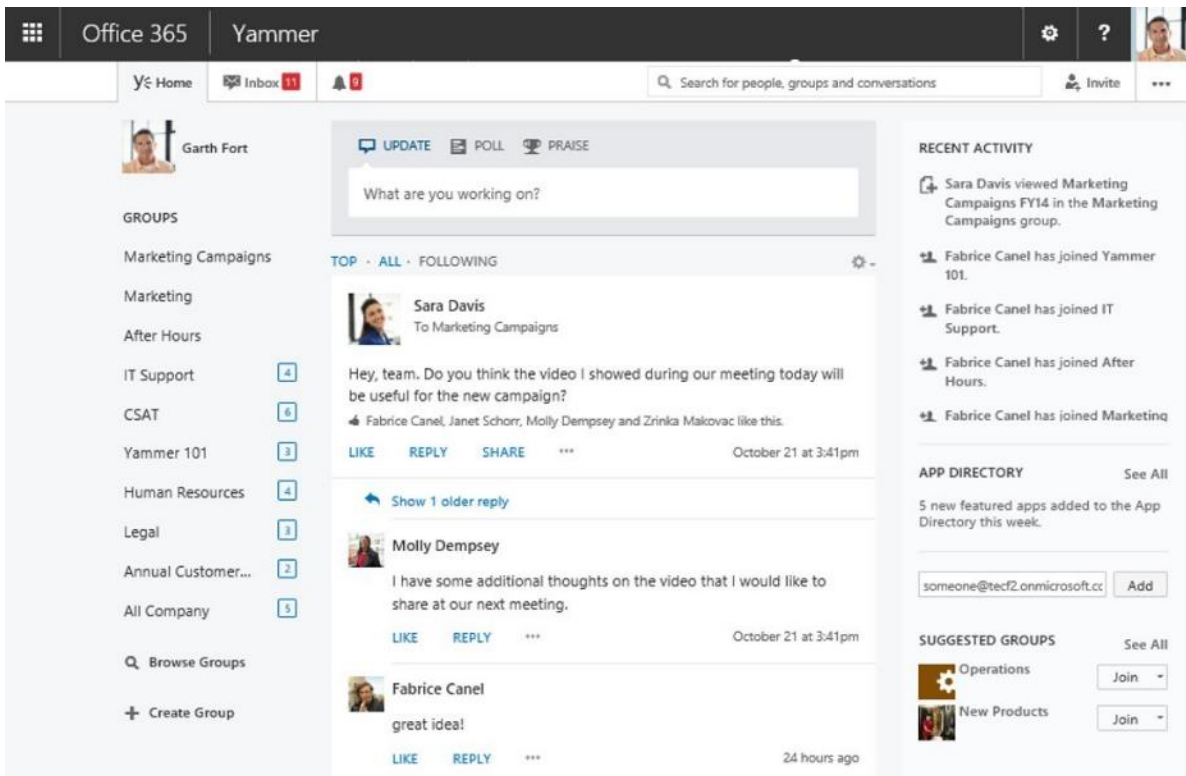 Office 365 Yammer ?
Home Inbox 11 9 Search for people, groups and conversations Invite ...
Garth Fort
GROUPS
Marketing Campaigns
Marketing
After Hours
IT Support 4
CSAT 6
Yammer 101 3
Human Resources 4
Legal 3
Annual Customer... 2
All Company 5
Browse Groups
+ Create Group
UPDATE POLL PRAISE
What are you working on?
TOP · ALL · FOLLOWING
Sara Davis
To Marketing Campaigns
Hey, team. Do you think the video I showed during our meeting today will
be useful for the new campaign?
Fabrice Canel, Janet Schorr, Molly Dempsey and Zrinka Makovac like this.
LIKE REPLY SHARE ... October 21 at 3:41pm
Show 1 older reply
Molly Dempsey
I have some additional thoughts on the video that I would like to
share at our next meeting.
LIKE REPLY ... October 21 at 3:41pm
Fabrice Canel
great idea!
LIKE REPLY ... 24 hours ago
RECENT ACTIVITY
Sara Davis viewed Marketing
Campaigns FY14 in the Marketing
Campaigns group.
Fabrice Canel has joined Yammer
101.
Fabrice Canel has joined IT
Support.
Fabrice Canel has joined After
Hours.
Fabrice Canel has joined Marketing
APP DIRECTORY See All
5 new featured apps added to the App
Directory this week.
someone@tecf2.onmicrosoft.cc Add
SUGGESTED GROUPS See All
Operations Join
New Products Join